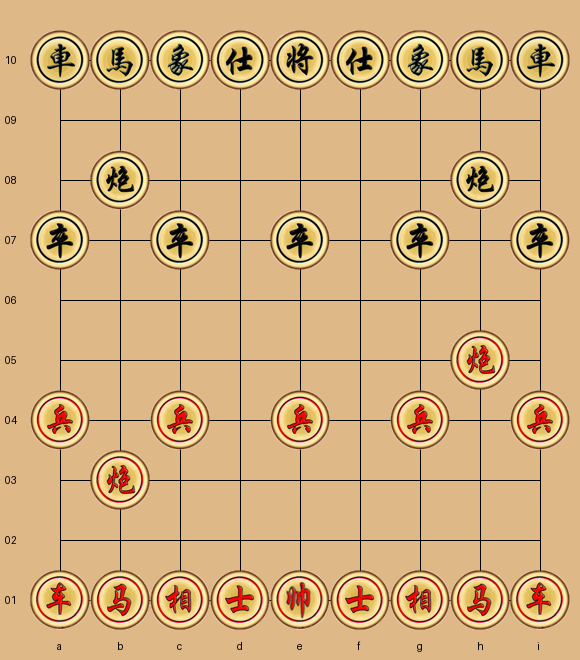 10 車 馬 象 仕 将 仕 象 馬 車
09
08 炮 炮
07 卒 卒 卒 卒 卒
06
05 炮
04 兵 兵 兵 兵 兵
03 炮
02
01 车 马 相 士 帅 士 相 马 车
a b c d e f g h i